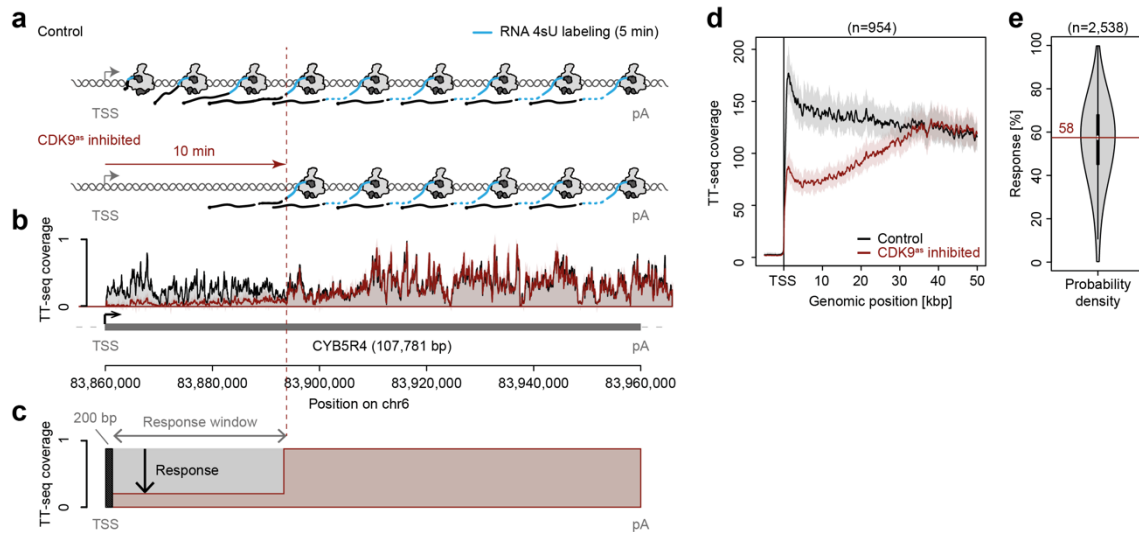 a
Control
RNA 4sU labeling (5 min)
TSS
pA
CDK9as inhibited
10 min
TSS
pA
b
TT-seq coverage
1
0
TSS
CYB5R4 (107,781 bp)
pA
83,860,000
83,880,000
83,900,000
83,920,000
83,940,000
83,960,000
Position on chr6
c
200 bp
Response window
TT-seq coverage
1
0
Response
TSS
pA
d
(n=954)
TT-seq coverage
200
150
100
50
0
Control
CDK9as inhibited
TSS
10
20
30
40
50
Genomic position [kbp]
e
(n=2,538)
Response [%]
100
80
60
40
20
0
58
Probability
density